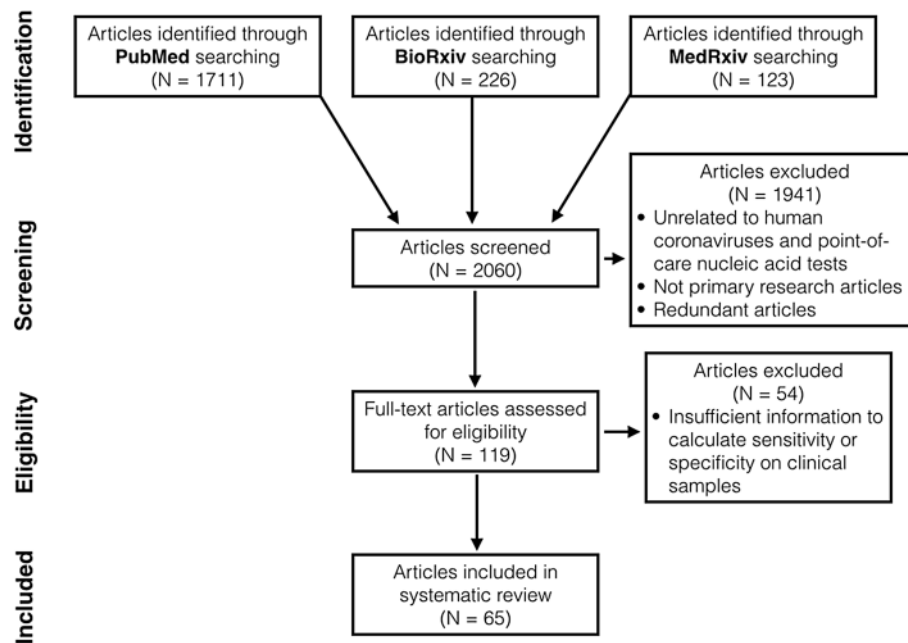 Identification
Articles identified through
PubMed searching
(N = 1711)
Articles identified through
BioRxiv searching
(N = 226)
Articles identified through
MedRxiv searching
(N = 123)
Screening
Articles screened
(N = 2060)
Articles excluded
(N = 1941)
• Unrelated to human
coronaviruses and point-of-
care nucleic acid tests
• Not primary research articles
• Redundant articles
Eligibility
Full-text articles assessed
for eligibility
(N = 119)
Articles excluded
(N = 54)
• Insufficient information to
calculate sensitivity or
specificity on clinical
samples
Included
Articles included in
systematic review
(N = 65)